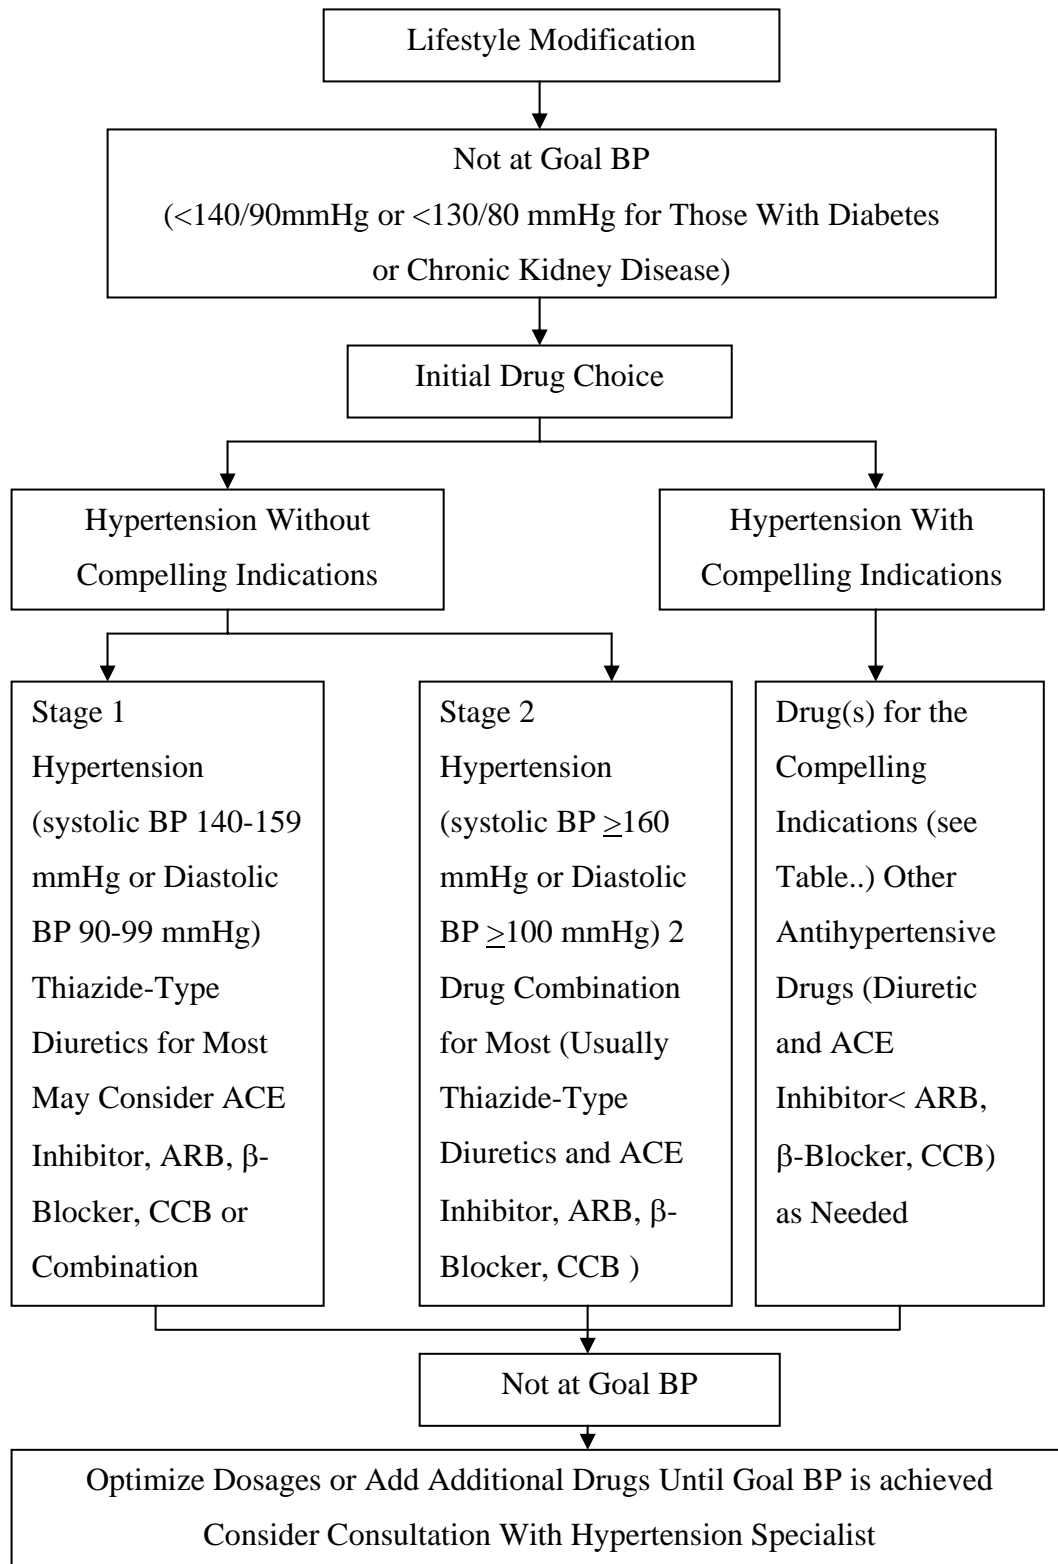 Lifestyle Modification
Not at Goal BP
(<140/90mmHg or <130/80 mmHg for Those With Diabetes
or Chronic Kidney Disease)
Initial Drug Choice
Hypertension Without
Compelling Indications
Hypertension With
Compelling Indications
Stage 1
Hypertension
(systolic BP 140-159
mmHg or Diastolic
BP 90-99 mmHg)
Thiazide-Type
Diuretics for Most
May Consider ACE
Inhibitor, ARB, β-
Blocker, CCB or
Combination
Stage 2
Hypertension
(systolic BP ≥160
mmHg or Diastolic
BP ≥100 mmHg) 2
Drug Combination
for Most (Usually
Thiazide-Type
Diuretics and ACE
Inhibitor, ARB, β-
Blocker, CCB )
Drug(s) for the
Compelling
Indications (see
Table..) Other
Antihypertensive
Drugs (Diuretic
and ACE
Inhibitor< ARB,
β-Blocker, CCB)
as Needed
Not at Goal BP
Optimize Dosages or Add Additional Drugs Until Goal BP is achieved
Consider Consultation With Hypertension Specialist